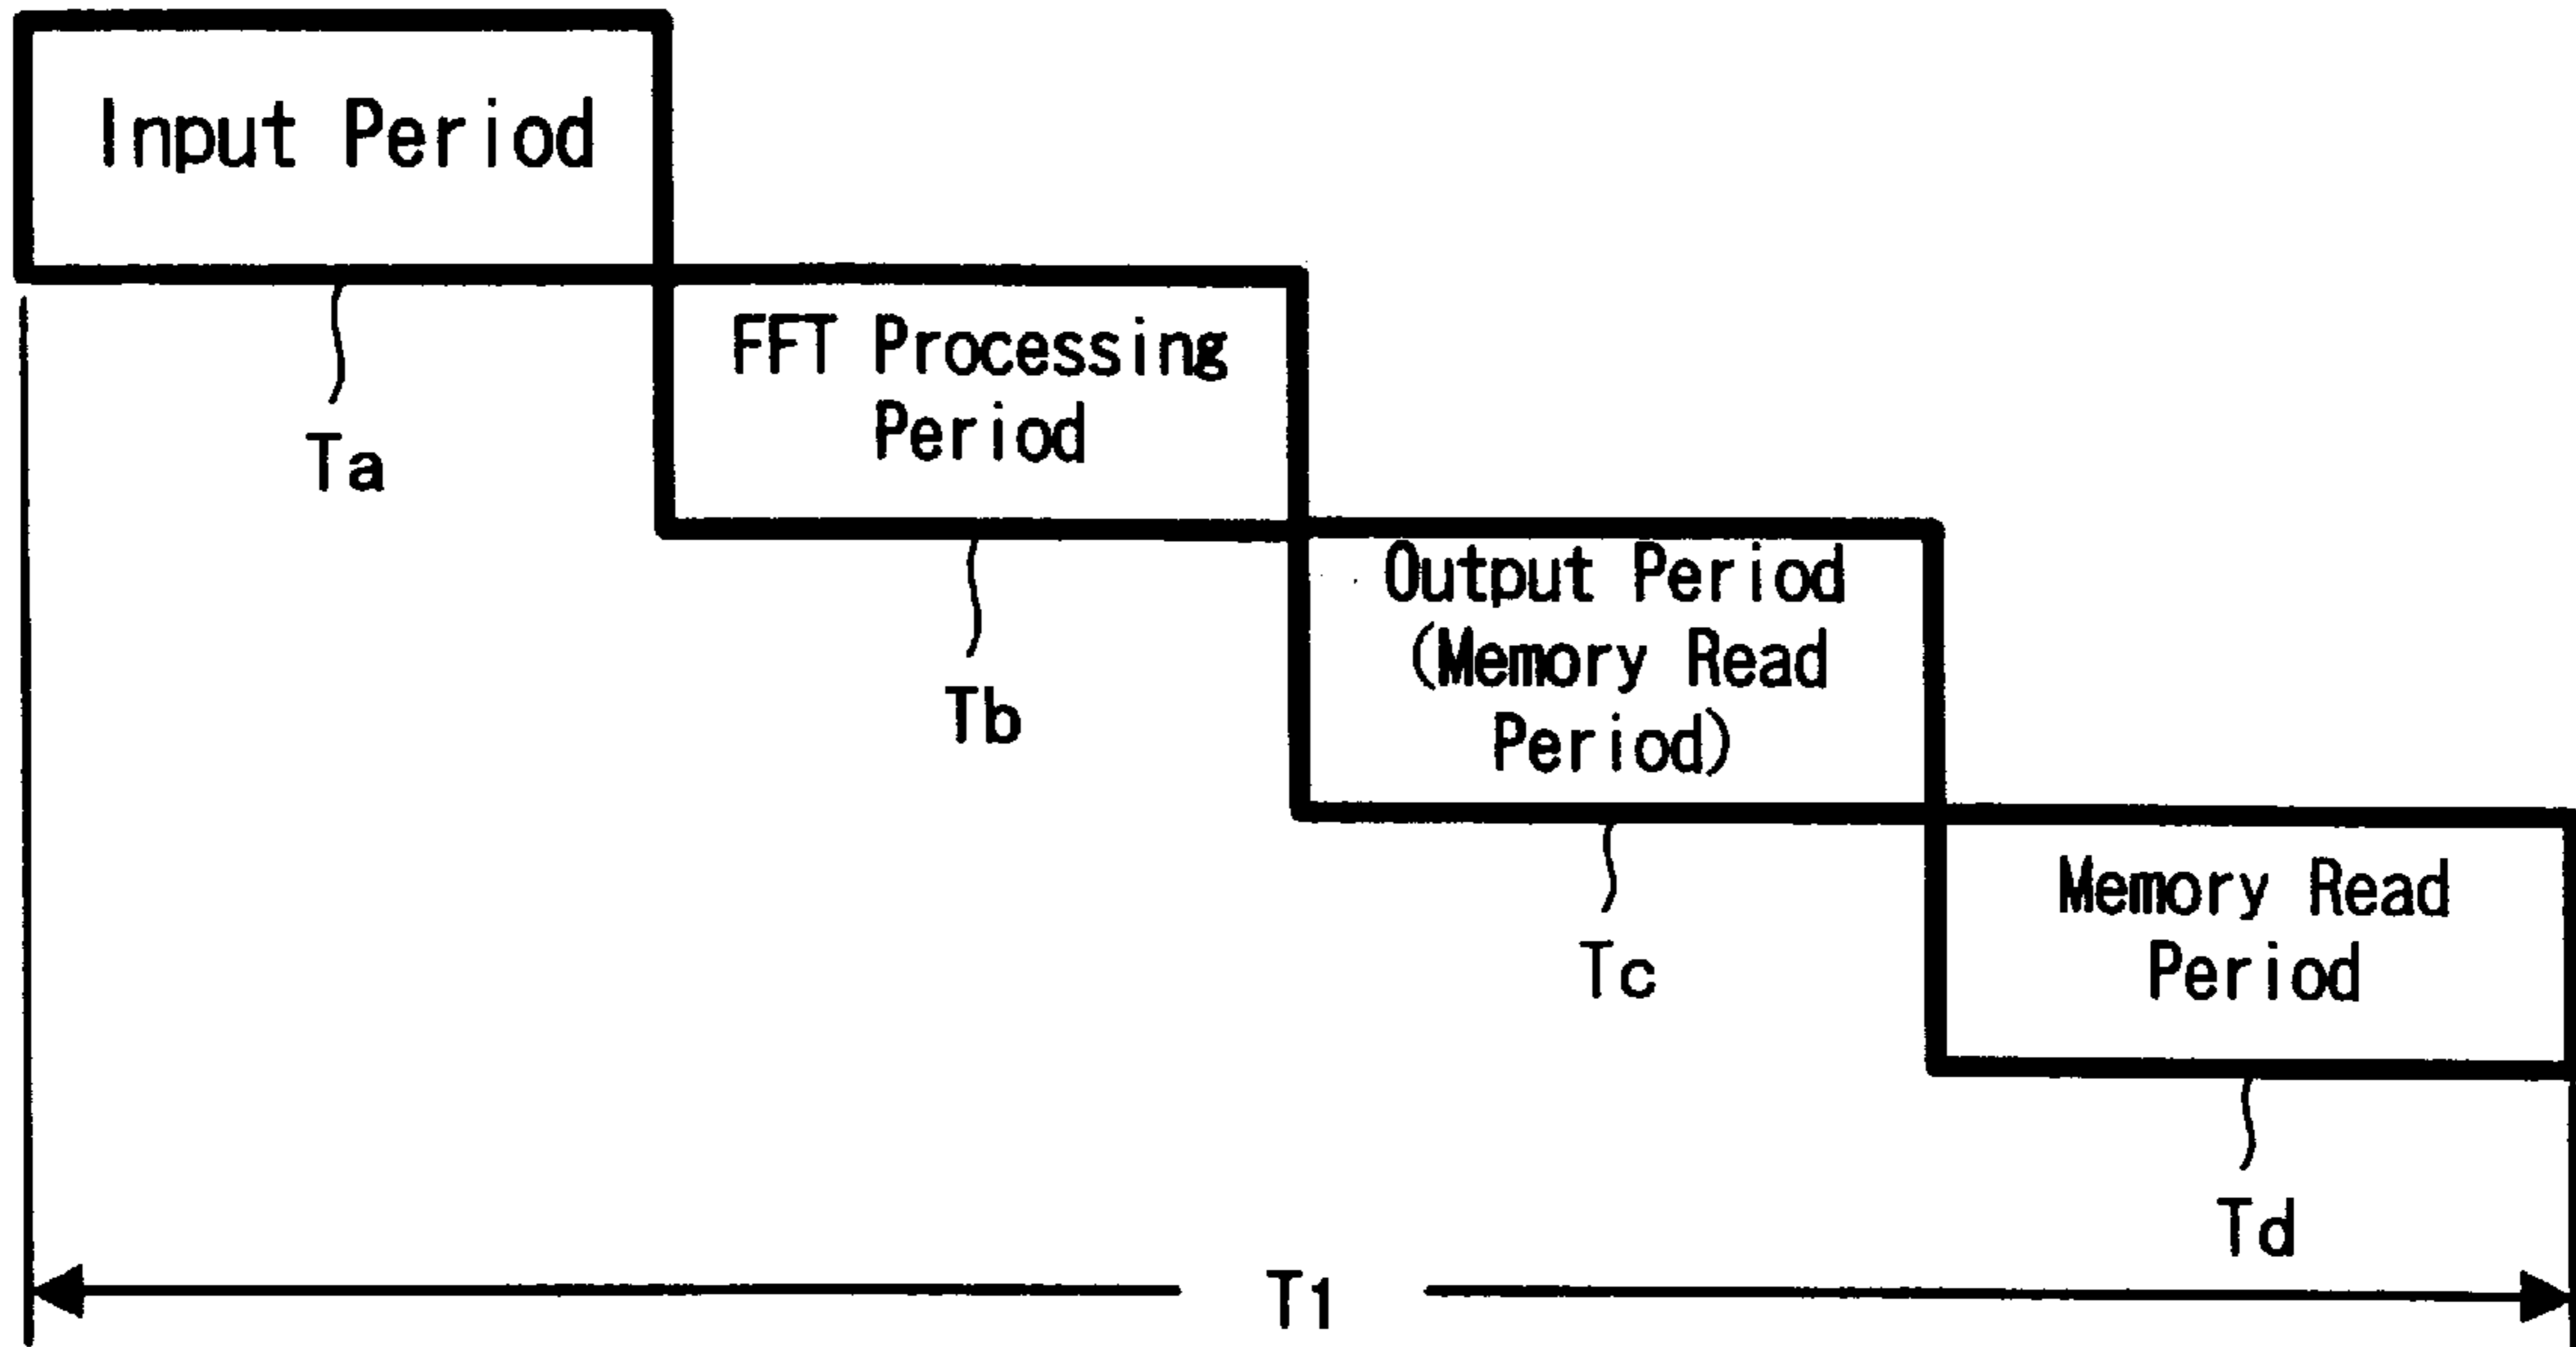 Input Period
Ta
FFT Processing
Period
Tb
Output Period
(Memory Read
Period)
Tc
Memory Read
Period
Td
T1